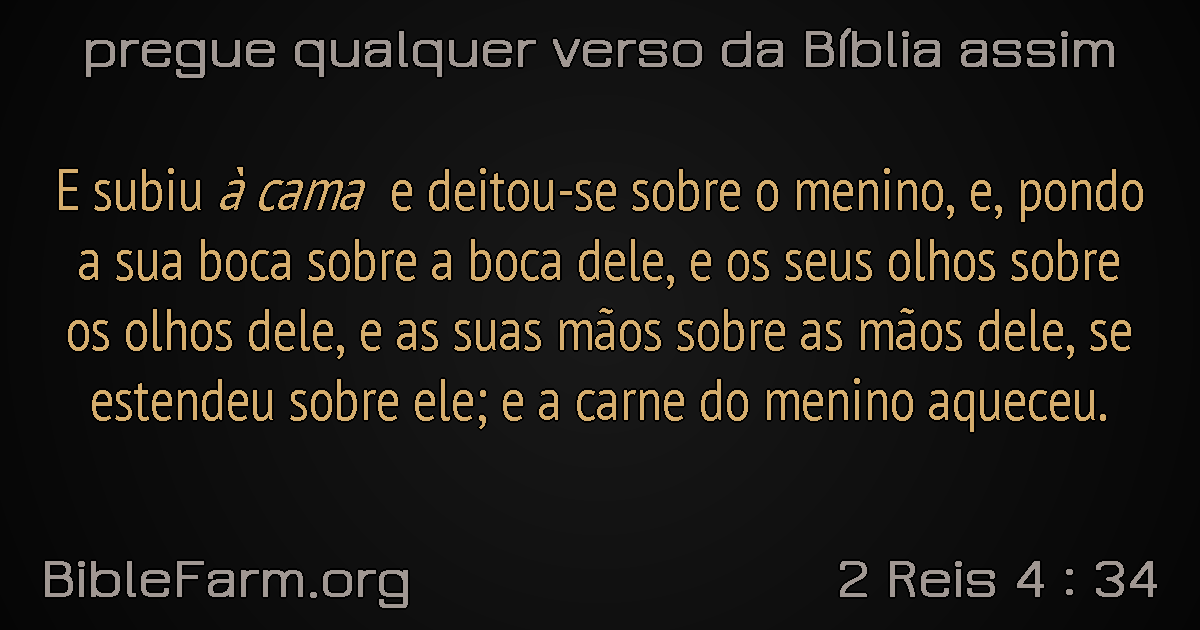 pregue qualquer verso da Bíblia assim
E subiu à cama e deitou-se sobre o menino, e, pondo
a sua boca sobre a boca dele, e os seus olhos sobre
os olhos dele, e as suas mãos sobre as mãos dele, se
estendeu sobre ele; e a carne do menino aqueceu.
BibleFarm.org
2 Reis 4 : 34